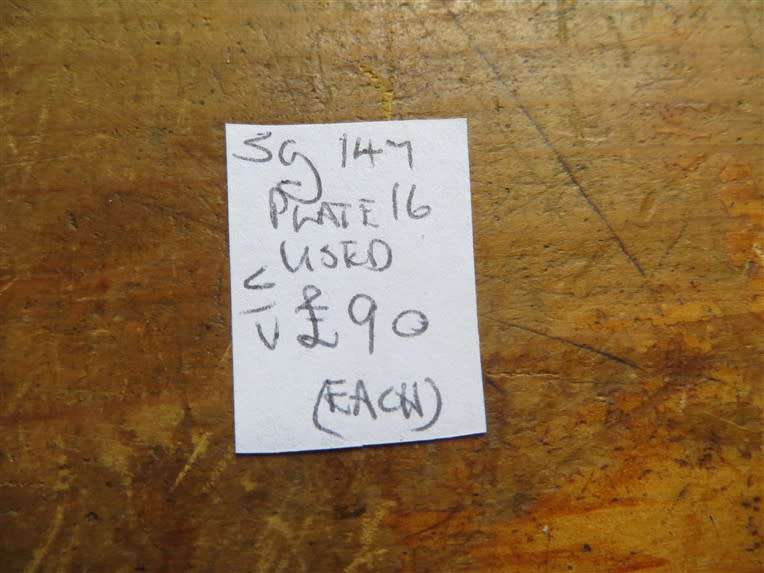 SG 147
PLATE 16
USED
C/V £90
(EACH)